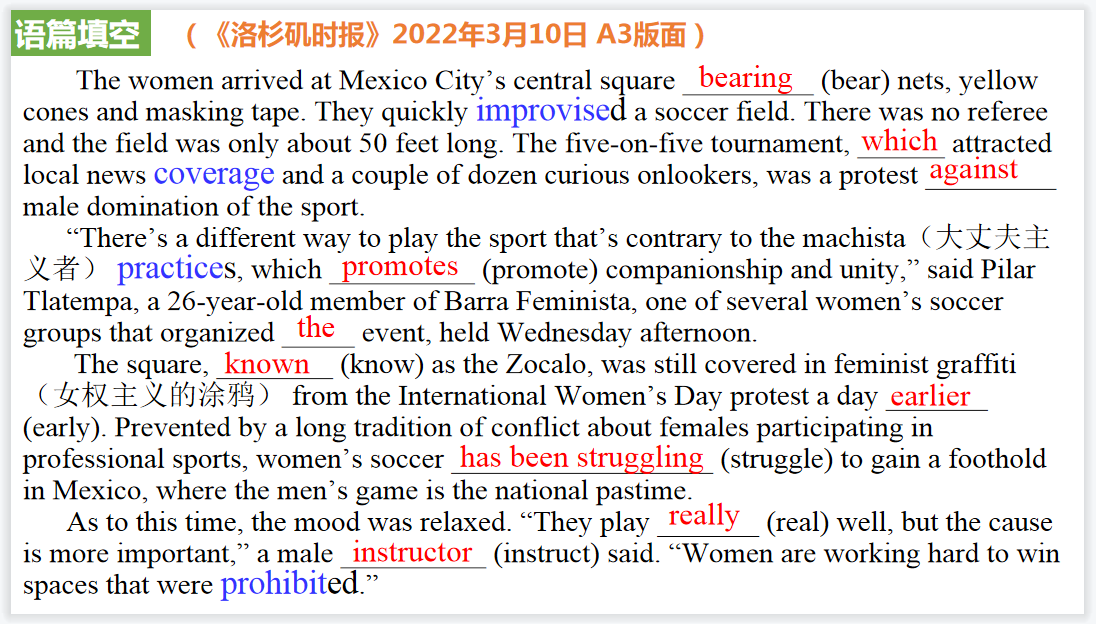 语篇填空 （《洛杉矶时报》2022年3月10日 A3版面）
The women arrived at Mexico City’s central square bearing (bear) nets, yellow
cones and masking tape. They quickly improvised a soccer field. There was no referee
and the field was only about 50 feet long. The five-on-five tournament, which attracted
local news coverage and a couple of dozen curious onlookers, was a protest against
male domination of the sport.
“There’s a different way to play the sport that’s contrary to the machista（大丈夫主
义者） practices, which promotes (promote) companionship and unity,” said Pilar
Tlatempa, a 26-year-old member of Barra Feminista, one of several women’s soccer
groups that organized the event, held Wednesday afternoon.
The square, known (know) as the Zocalo, was still covered in feminist graffiti
（女权主义的涂鸦） from the International Women’s Day protest a day earlier
(early). Prevented by a long tradition of conflict about females participating in
professional sports, women’s soccer has been struggling (struggle) to gain a foothold
in Mexico, where the men’s game is the national pastime.
As to this time, the mood was relaxed. “They play really (real) well, but the cause
is more important,” a male instructor (instruct) said. “Women are working hard to win
spaces that were prohibited.”